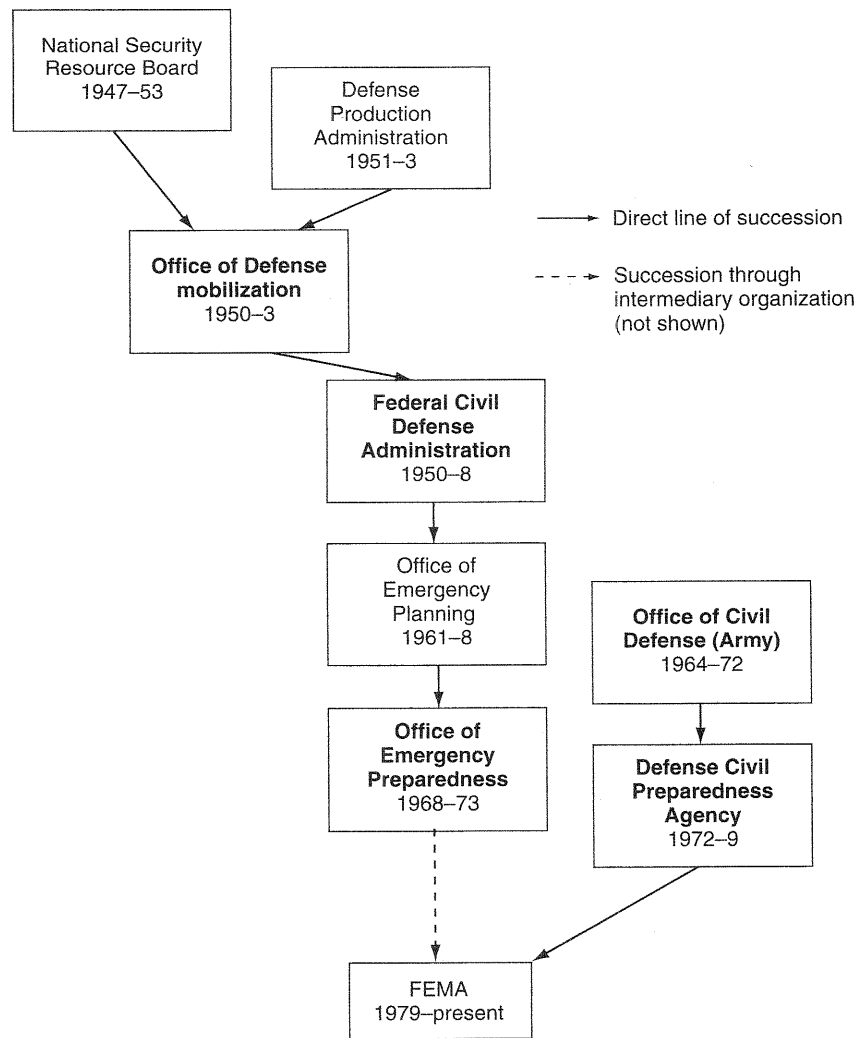 National Security
Resource Board
1947–53
Defense
Production
Administration
1951–3
Direct line of succession
Succession through
intermediary organization
(not shown)
Office of Defense
mobilization
1950–3
Federal Civil
Defense
Administration
1950–8
Office of
Emergency
Planning
1961–8
Office of Civil
Defense (Army)
1964–72
Office of
Emergency
Preparedness
1968–73
Defense Civil
Preparedness
Agency
1972–9
FEMA
1979–present